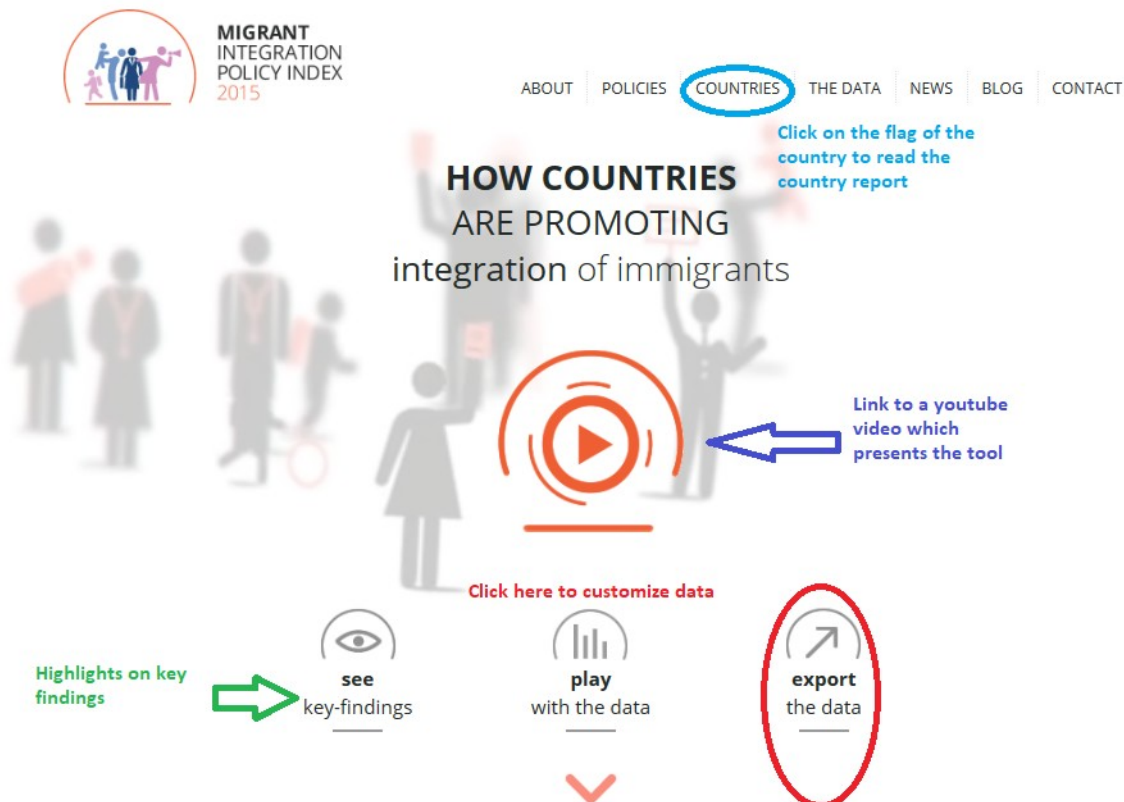 MIGRANT
INTEGRATION
POLICY INDEX
2015
ABOUT POLICIES COUNTRIES THE DATA NEWS BLOG CONTACT
Click on the flag of the
country to read the
country report
HOW COUNTRIES
ARE PROMOTING
integration of immigrants
Link to a youtube
video which
presents the tool
Click here to customize data
Highlights on key
findings
see
key-findings
play
with the data
export
the data